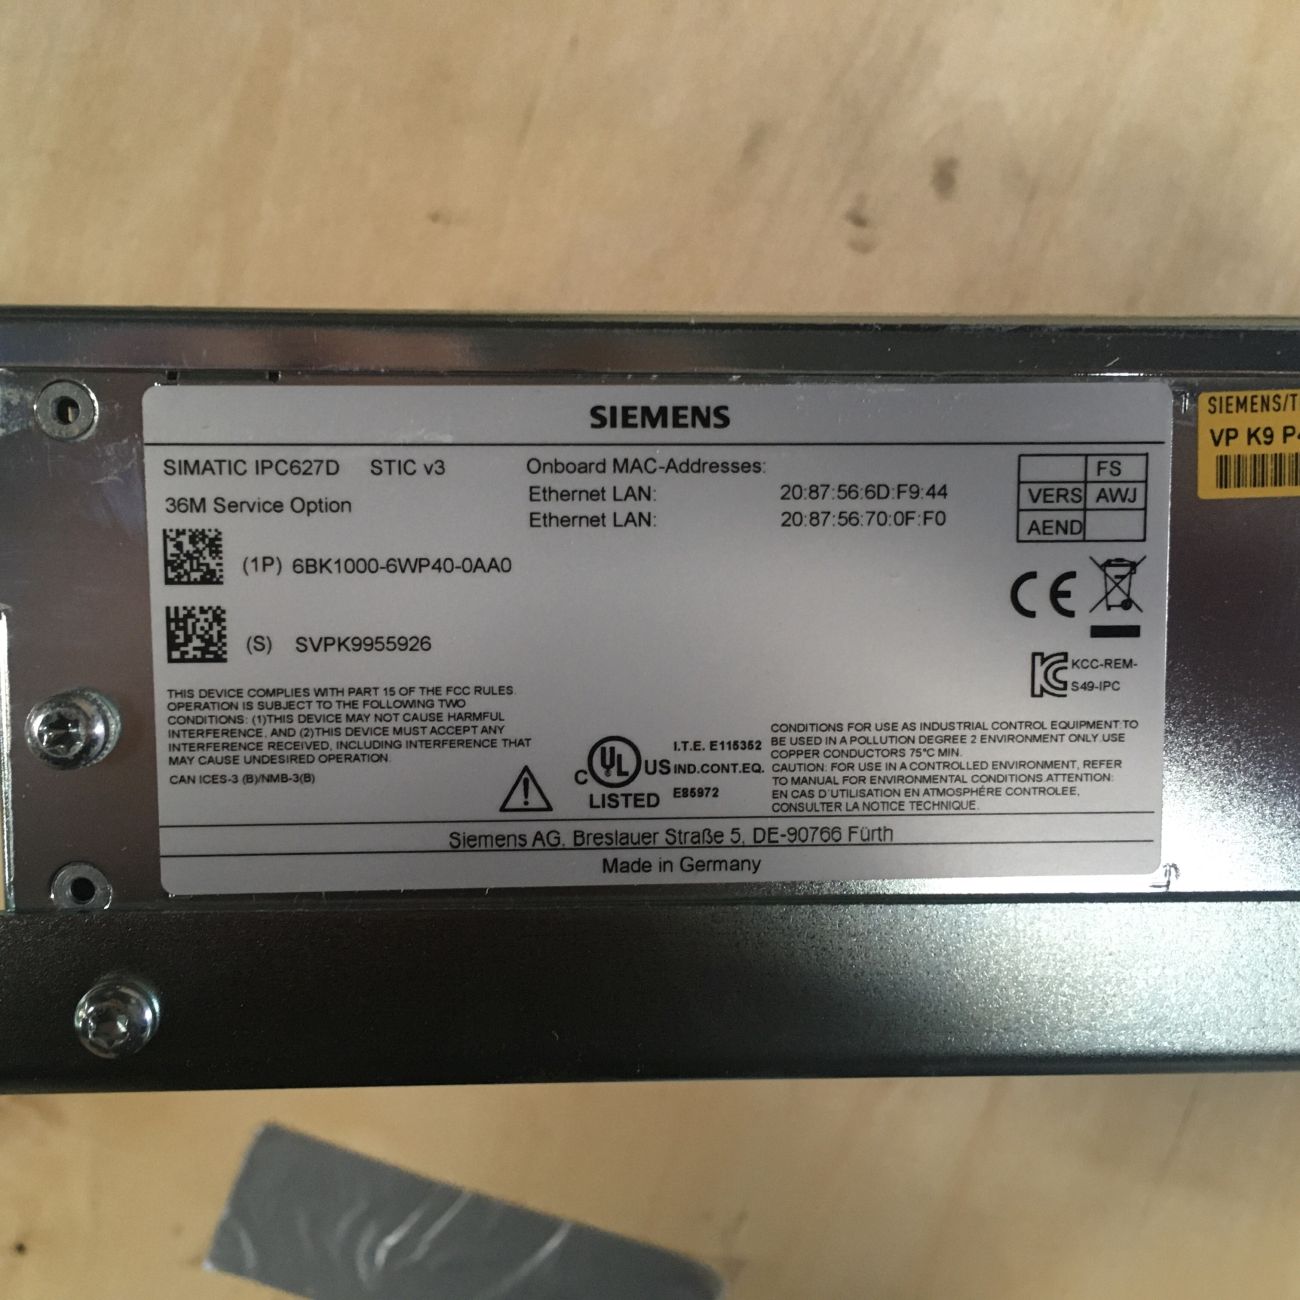 SIEMENS
SIMATIC IPC627D STIC v3
36M Service Option
(1P) 6BK1000-6WP40-0AA0
(S) SVPK9955926
Onboard MAC-Addresses:
Ethernet LAN: 20:87:56:6D:F9:44
Ethernet LAN: 20:87:56:70:0F:F0
FS
VERS AWJ
AEND
CE
KCC-REM-
S49-IPC
THIS DEVICE COMPLIES WITH PART 15 OF THE FCC RULES.
OPERATION IS SUBJECT TO THE FOLLOWING TWO
CONDITIONS: (1)THIS DEVICE MAY NOT CAUSE HARMFUL
INTERFERENCE, AND (2)THIS DEVICE MUST ACCEPT ANY
INTERFERENCE RECEIVED, INCLUDING INTERFERENCE THAT
MAY CAUSE UNDESIRED OPERATION.
CAN ICES-3 (B)/NMB-3(B)
C UL US
LISTED
I.T.E. E115352
IND.CONT.EQ.
E85972
CONDITIONS FOR USE AS INDUSTRIAL CONTROL EQUIPMENT:TO
BE USED IN A POLLUTION DEGREE 2 ENVIRONMENT ONLY.USE
COPPER CONDUCTORS 75°C MIN.
CAUTION: FOR USE IN A CONTROLLED ENVIRONMENT, REFER
TO MANUAL FOR ENVIRONMENTAL CONDITIONS.ATTENTION:
EN CAS D'UTILISATION EN ATMOSPHÉRE CONTROLEE,
CONSULTER LA NOTICE TECHNIQUE.
Siemens AG. Breslauer Straße 5, DE-90766 Fürth
Made in Germany
SIEMENS/T
VP K9 P4